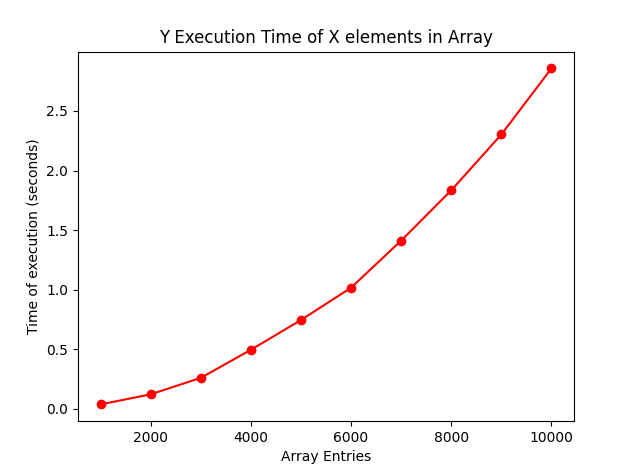 Y Execution Time of X elements in Array
2.5
2.0
1.5
1.0
0.5
0.0
Time of execution (seconds)
2000 4000 6000 8000 10000
Array Entries